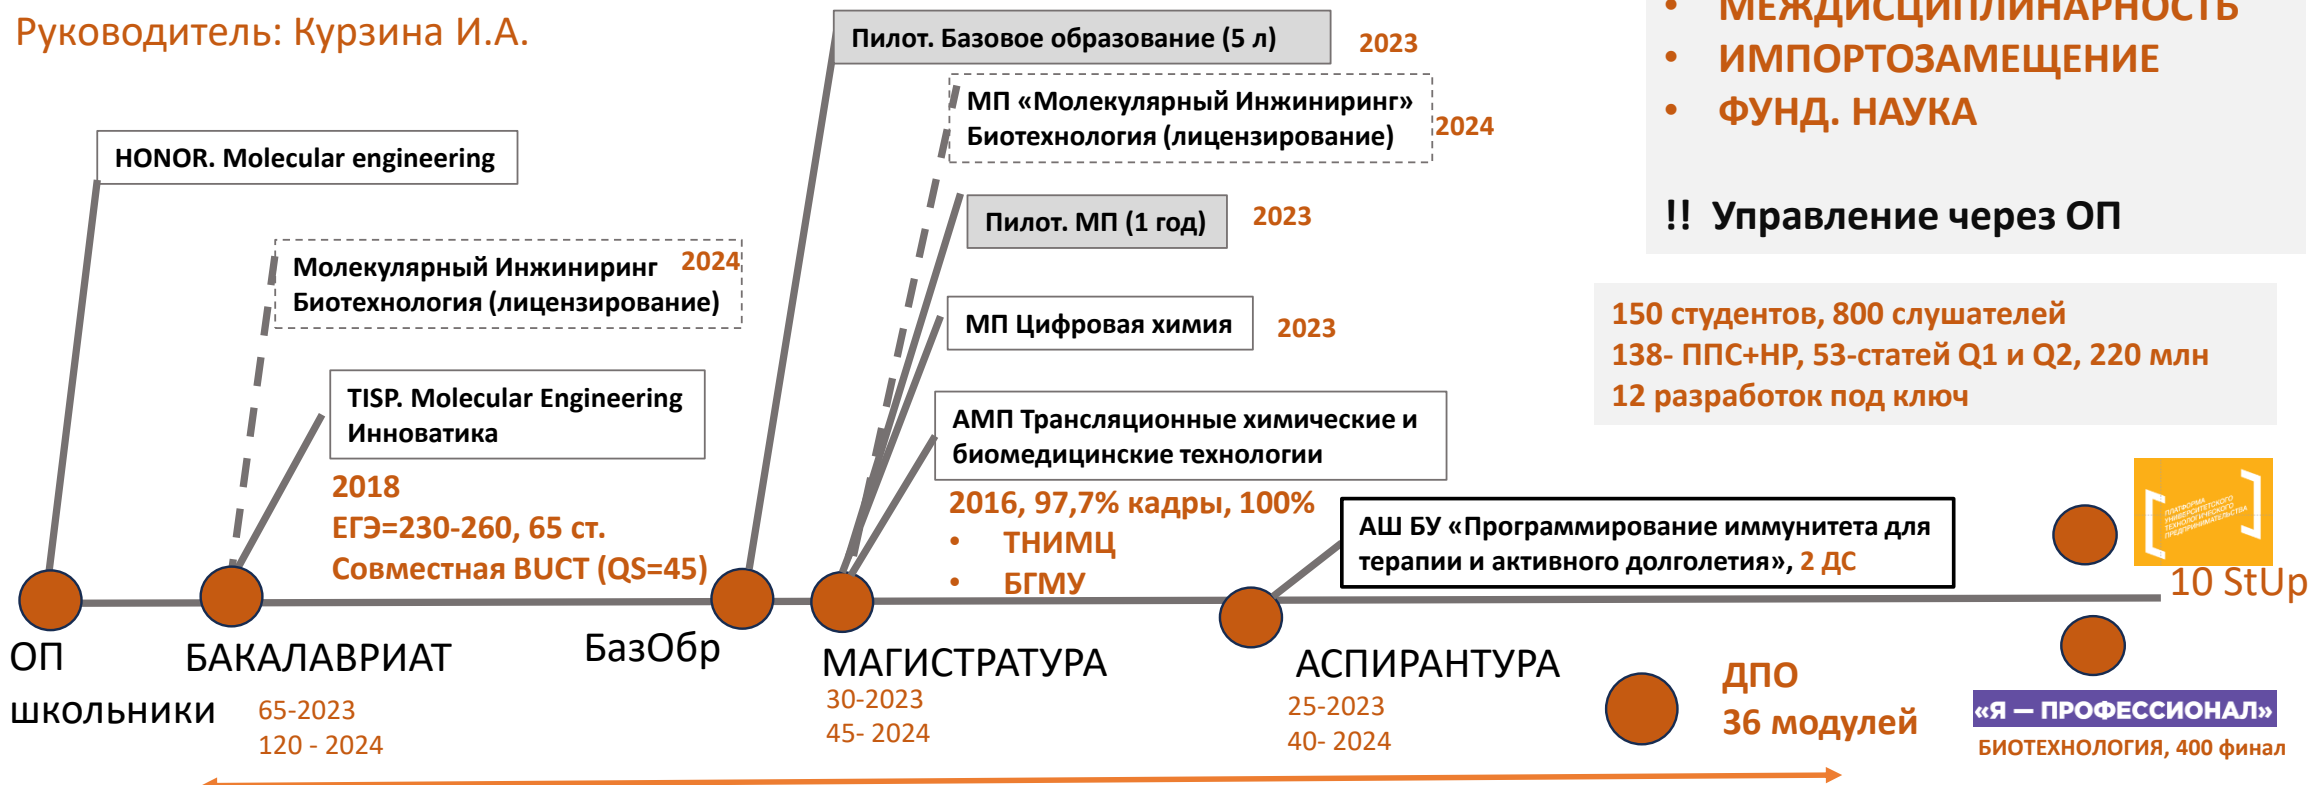 Руководитель: Курзина И.А.
HONOR. Molecular engineering
Молекулярный Инжиниринг 2024
Биотехнология (лицензирование)
TISP. Molecular Engineering
Инноватика
2018
ЕГЭ=230-260, 65 ст.
Совместная BUCT (QS=45)
Пилот. Базовое образование (5 л) 2023
МП «Молекулярный Инжиниринг»
Биотехнология (лицензирование) 2024
Пилот. МП (1 год) 2023
МП Цифровая химия 2023
АМП Трансляционные химические и
биомедицинские технологии
2016, 97,7% кадры, 100%
• ТНИМЦ
• БГМУ
АШ БУ «Программирование иммунитета для
терапии и активного долголетия», 2 ДС
• МЕЖДИСЦИПЛИНАРНОСТЬ
• ИМПОРТОЗАМЕЩЕНИЕ
• ФУНД. НАУКА
!! Управление через ОП
150 студентов, 800 слушателей
138- ППС+НР, 53-статей Q1 и Q2, 220 млн
12 разработок под ключ
ПЛАТФОРМА
УНИВЕРСИТЕТСКОГО
ТЕХНОЛОГИЧЕСКОГО
ПРЕДПРИНИМАТЕЛЬСТВА
10 StUp
ОП
школьники
БАКАЛАВРИАТ
65-2023
120 - 2024
БазОбр
МАГИСТРАТУРА
30-2023
45- 2024
АСПИРАНТУРА
25-2023
40- 2024
ДПО
36 модулей
«Я — ПРОФЕССИОНАЛ»
БИОТЕХНОЛОГИЯ, 400 финал